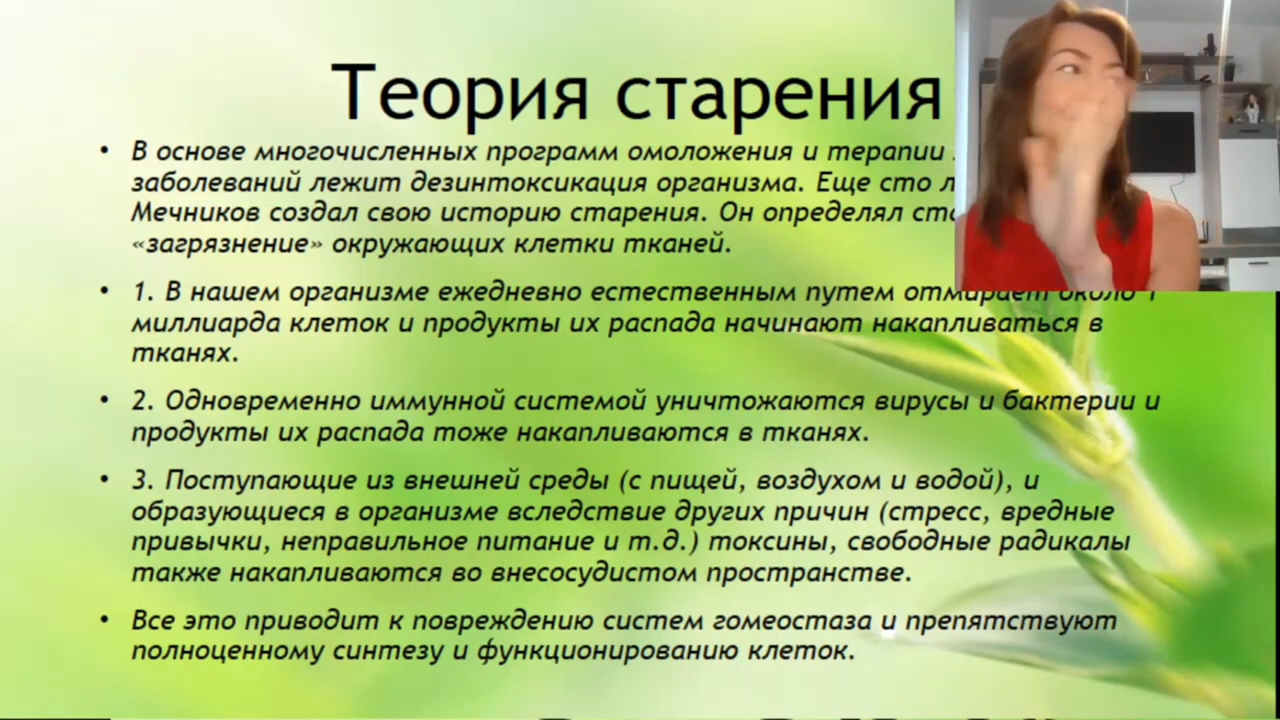 Теория старения
• В основе многочисленных программ омоложения и терапии
заболеваний лежит дезинтоксикация организма. Еще сто
Мечников создал свою историю старения. Он определял
«загрязнение» окружающих клетки тканей.
• 1. В нашем организме ежедневно естественным путем отмирает около 1
миллиарда клеток и продукты их распада начинают накапливаться в
тканях.
• 2. Одновременно иммунной системой уничтожаются вирусы и бактерии и
продукты их распада тоже накапливаются в тканях.
• 3. Поступающие из внешней среды (с пищей, воздухом и водой), и
образующиеся в организме вследствие других причин (стресс, вредные
привычки, неправильное питание и т.д.) токсины, свободные радикалы
также накапливаются во внесосудистом пространстве.
• Все это приводит к повреждению систем гомеостаза и препятствуют
полноценному синтезу и функционированию клеток.